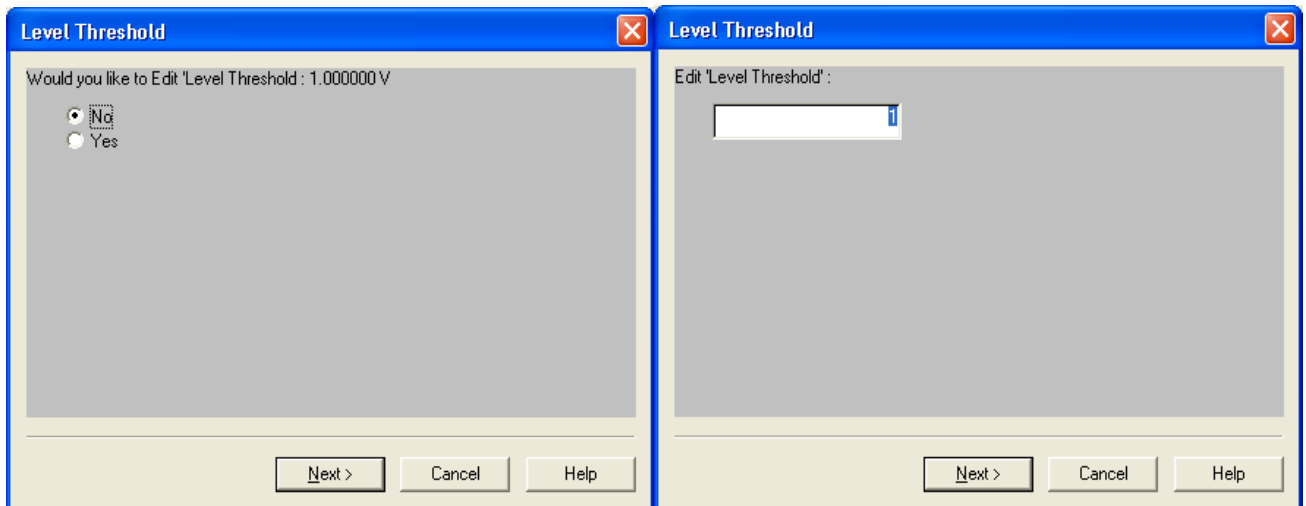 Level Threshold
Would you like to Edit 'Level Threshold : 1.000000 V
No
Yes
Next >
Cancel
Help
Level Threshold
Edit 'Level Threshold' :
1
Next >
Cancel
Help